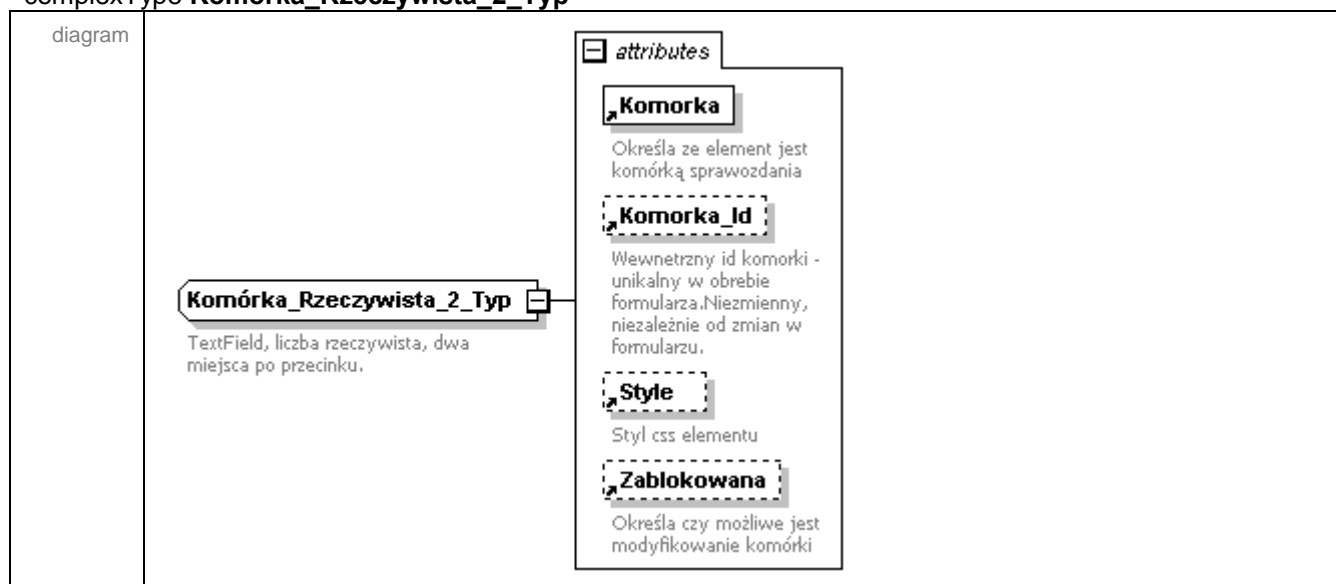 complexType Komórka_Rzeczywista_2_Typ
diagram
attributes
Komorka
Określa ze element jest
komórką sprawozdania
Komorka_Id
Wewnetrzny id komorki -
unikalny w obrebie
formularza.Niezmienny,
niezależnie od zmian w
formularzu.
Komórka_Rzeczywista_2_Typ
TextField, liczba rzeczywista, dwa
miejsca po przecinku.
Style
Styl css elementu
Zablokowana
Określa czy możliwe jest
modyfikowanie komórki